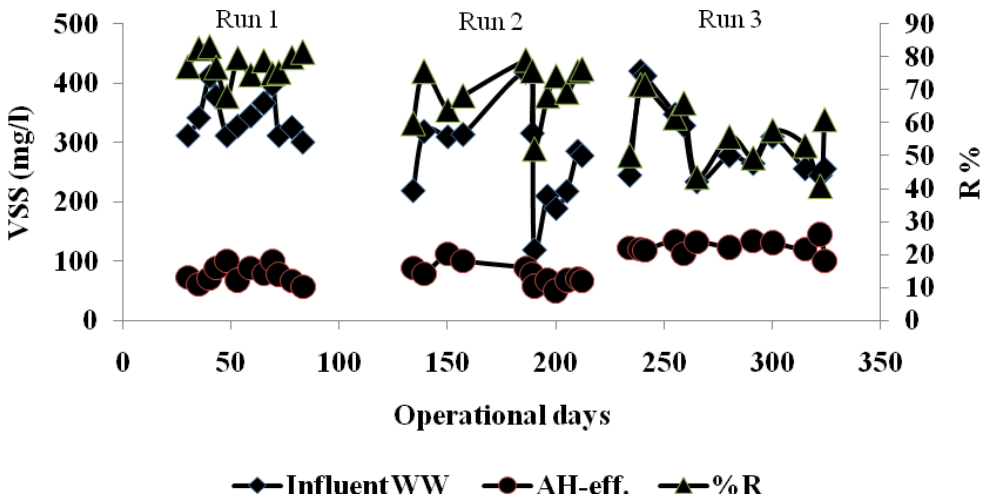 Run 1 Run 2 Run 3
VSS (mg/l)
500
400
300
200
100
0
R %
90
80
70
60
50
40
30
20
10
0
0 50 100 150 200 250 300 350
Operational days
Influent WW AH-eff. %R